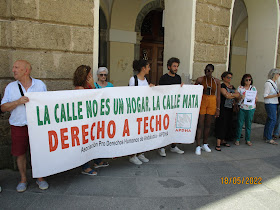 LA CALLE NO ES UN HOGAR. LA CALLE MATA
DERECHO A TECHO
Asociación Pro Derechos Humanos de Andalucía - APDHA
APDHA
18/05/2022